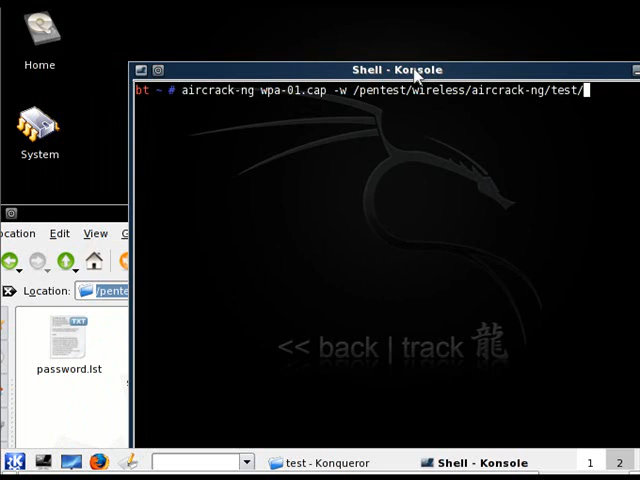 Home
System
Shell - Konsole
bt ~ # aircrack-ng wpa-01.cap -w /pentest/wireless/aircrack-ng/test/
ocation Edit View G
Location: /pente
TXT
password.lst
<< back | track 龍
test - Konqueror
Shell - Konsole
1 2